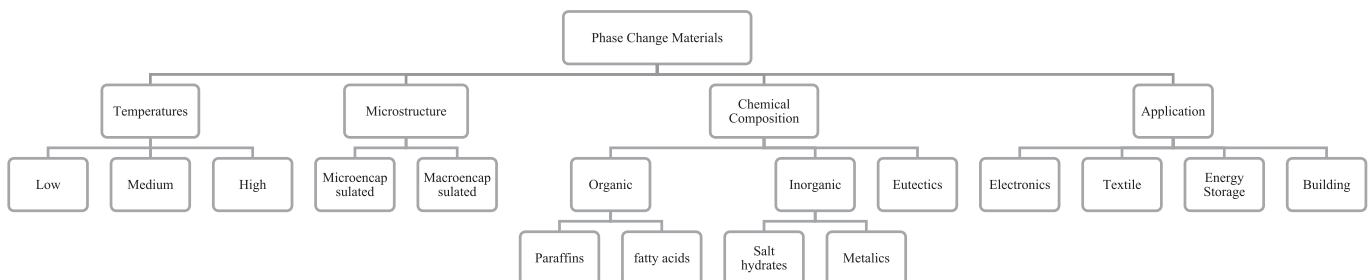 Phase Change Materials
Temperatures
Microstructure
Chemical
Composition
Application
Low
Medium
High
Microencap
sulated
Macroencap
sulated
Organic
Inorganic
Eutectics
Electronics
Textile
Energy
Storage
Building
Paraffins
fatty acids
Salt
hydrates
Metalics